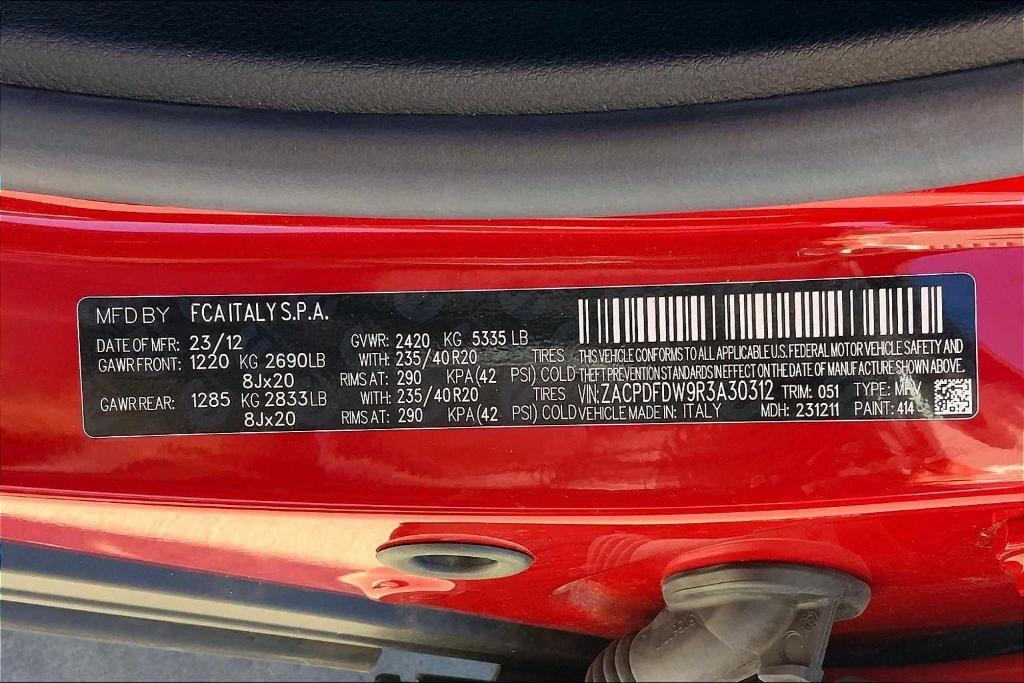 MFD BY FCA ITALY S.P.A.
DATE OF MFR: 23/12 GVWR: 2420 KG 5335 LB
GAWR FRONT: 1220 KG 2690LB WITH: 235/40 R20 TIRES
8Jx20 RIMS AT: 290 KPA(42 PSI) COLD
GAWR REAR: 1285 KG 2833LB WITH: 235/40 R20 TIRES
8Jx20 RIMS AT: 290 KPA(42 PSI) COLD
THIS VEHICLE CONFORMS TO ALL APPLICABLE U.S. FEDERAL MOTOR VEHICLE SAFETY AND
THEFT PREVENTION STANDARDS IN EFFECT ON THE DATE OF MANUFACTURE SHOWN ABOVE.
VIN: ZACPDFDW9R3A30312 TRIM: 051 TYPE: MPV
VEHICLE MADE IN: ITALY MDH: 231211 PAINT: 414